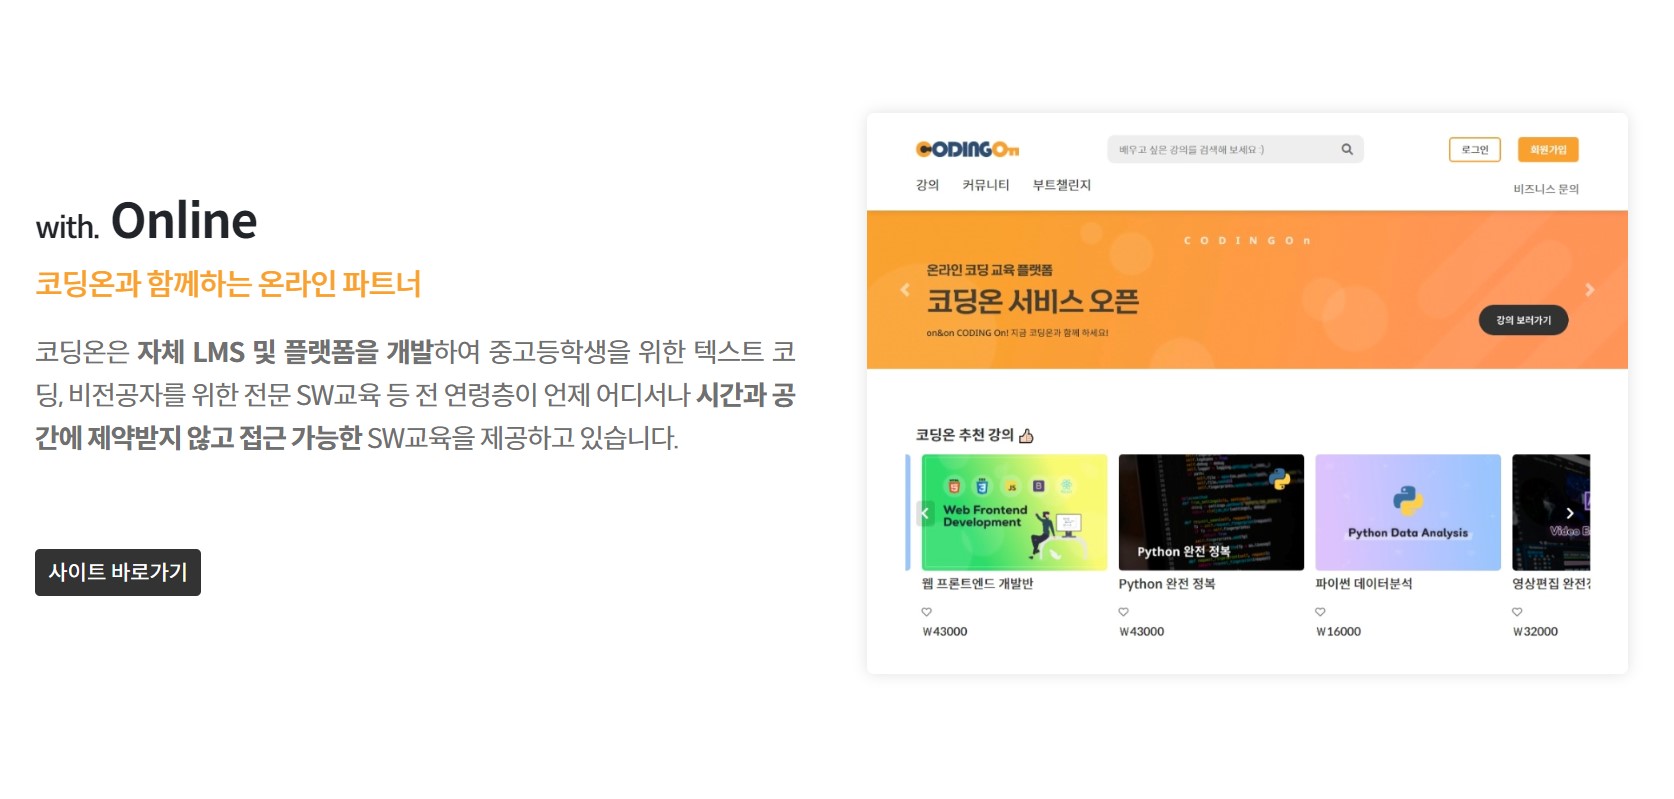 with. Online
코딩온과 함께하는 온라인 파트너
코딩온은 자체 LMS 및 플랫폼을 개발하여 중고등학생을 위한 텍스트 코
딩, 비전공자를 위한 전문 SW교육 등 전 연령층이 언제 어디서나 시간과 공
간에 제약받지 않고 접근 가능한 SW교육을 제공하고 있습니다.
사이트 바로가기
CODINGOn
배우고 싶은 강의를 검색해 보세요 :)
로그인
회원가입
강의 커뮤니티 부트챌린지
비즈니스 문의
CODINGOn
온라인 코딩 교육 플랫폼
코딩온 서비스 오픈
on&on CODING On! 지금 코딩온과 함께 하세요!
강의 보러가기
코딩온 추천 강의
JS
Web Frontend
Development
웹 프론트엔드 개발반
₩43000
Python 완전 정복
Python 완전 정복
₩43000
Python Data Analysis
파이썬 데이터분석
₩16000
Video E
영상편집 완전
₩32000